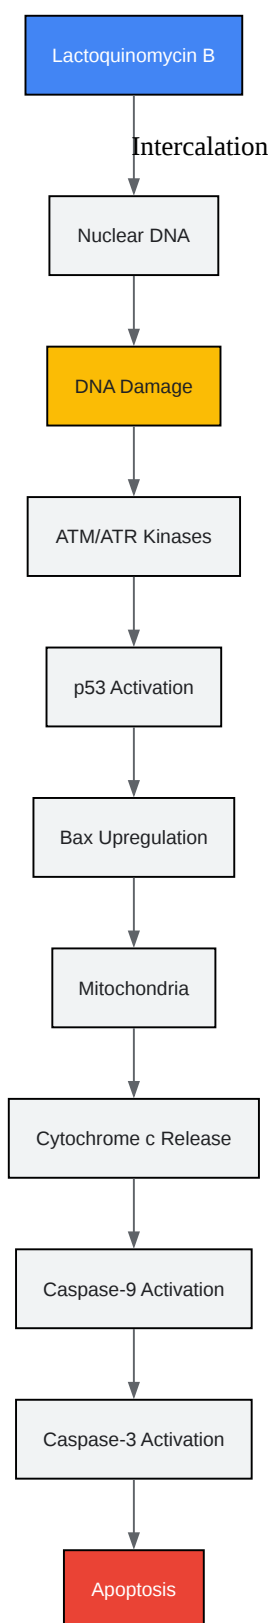 Lactoquinomycin B
Intercalation
Nuclear DNA
DNA Damage
ATM/ATR Kinases
p53 Activation
Bax Upregulation
Mitochondria
Cytochrome c Release
Caspase-9 Activation
Caspase-3 Activation
Apoptosis